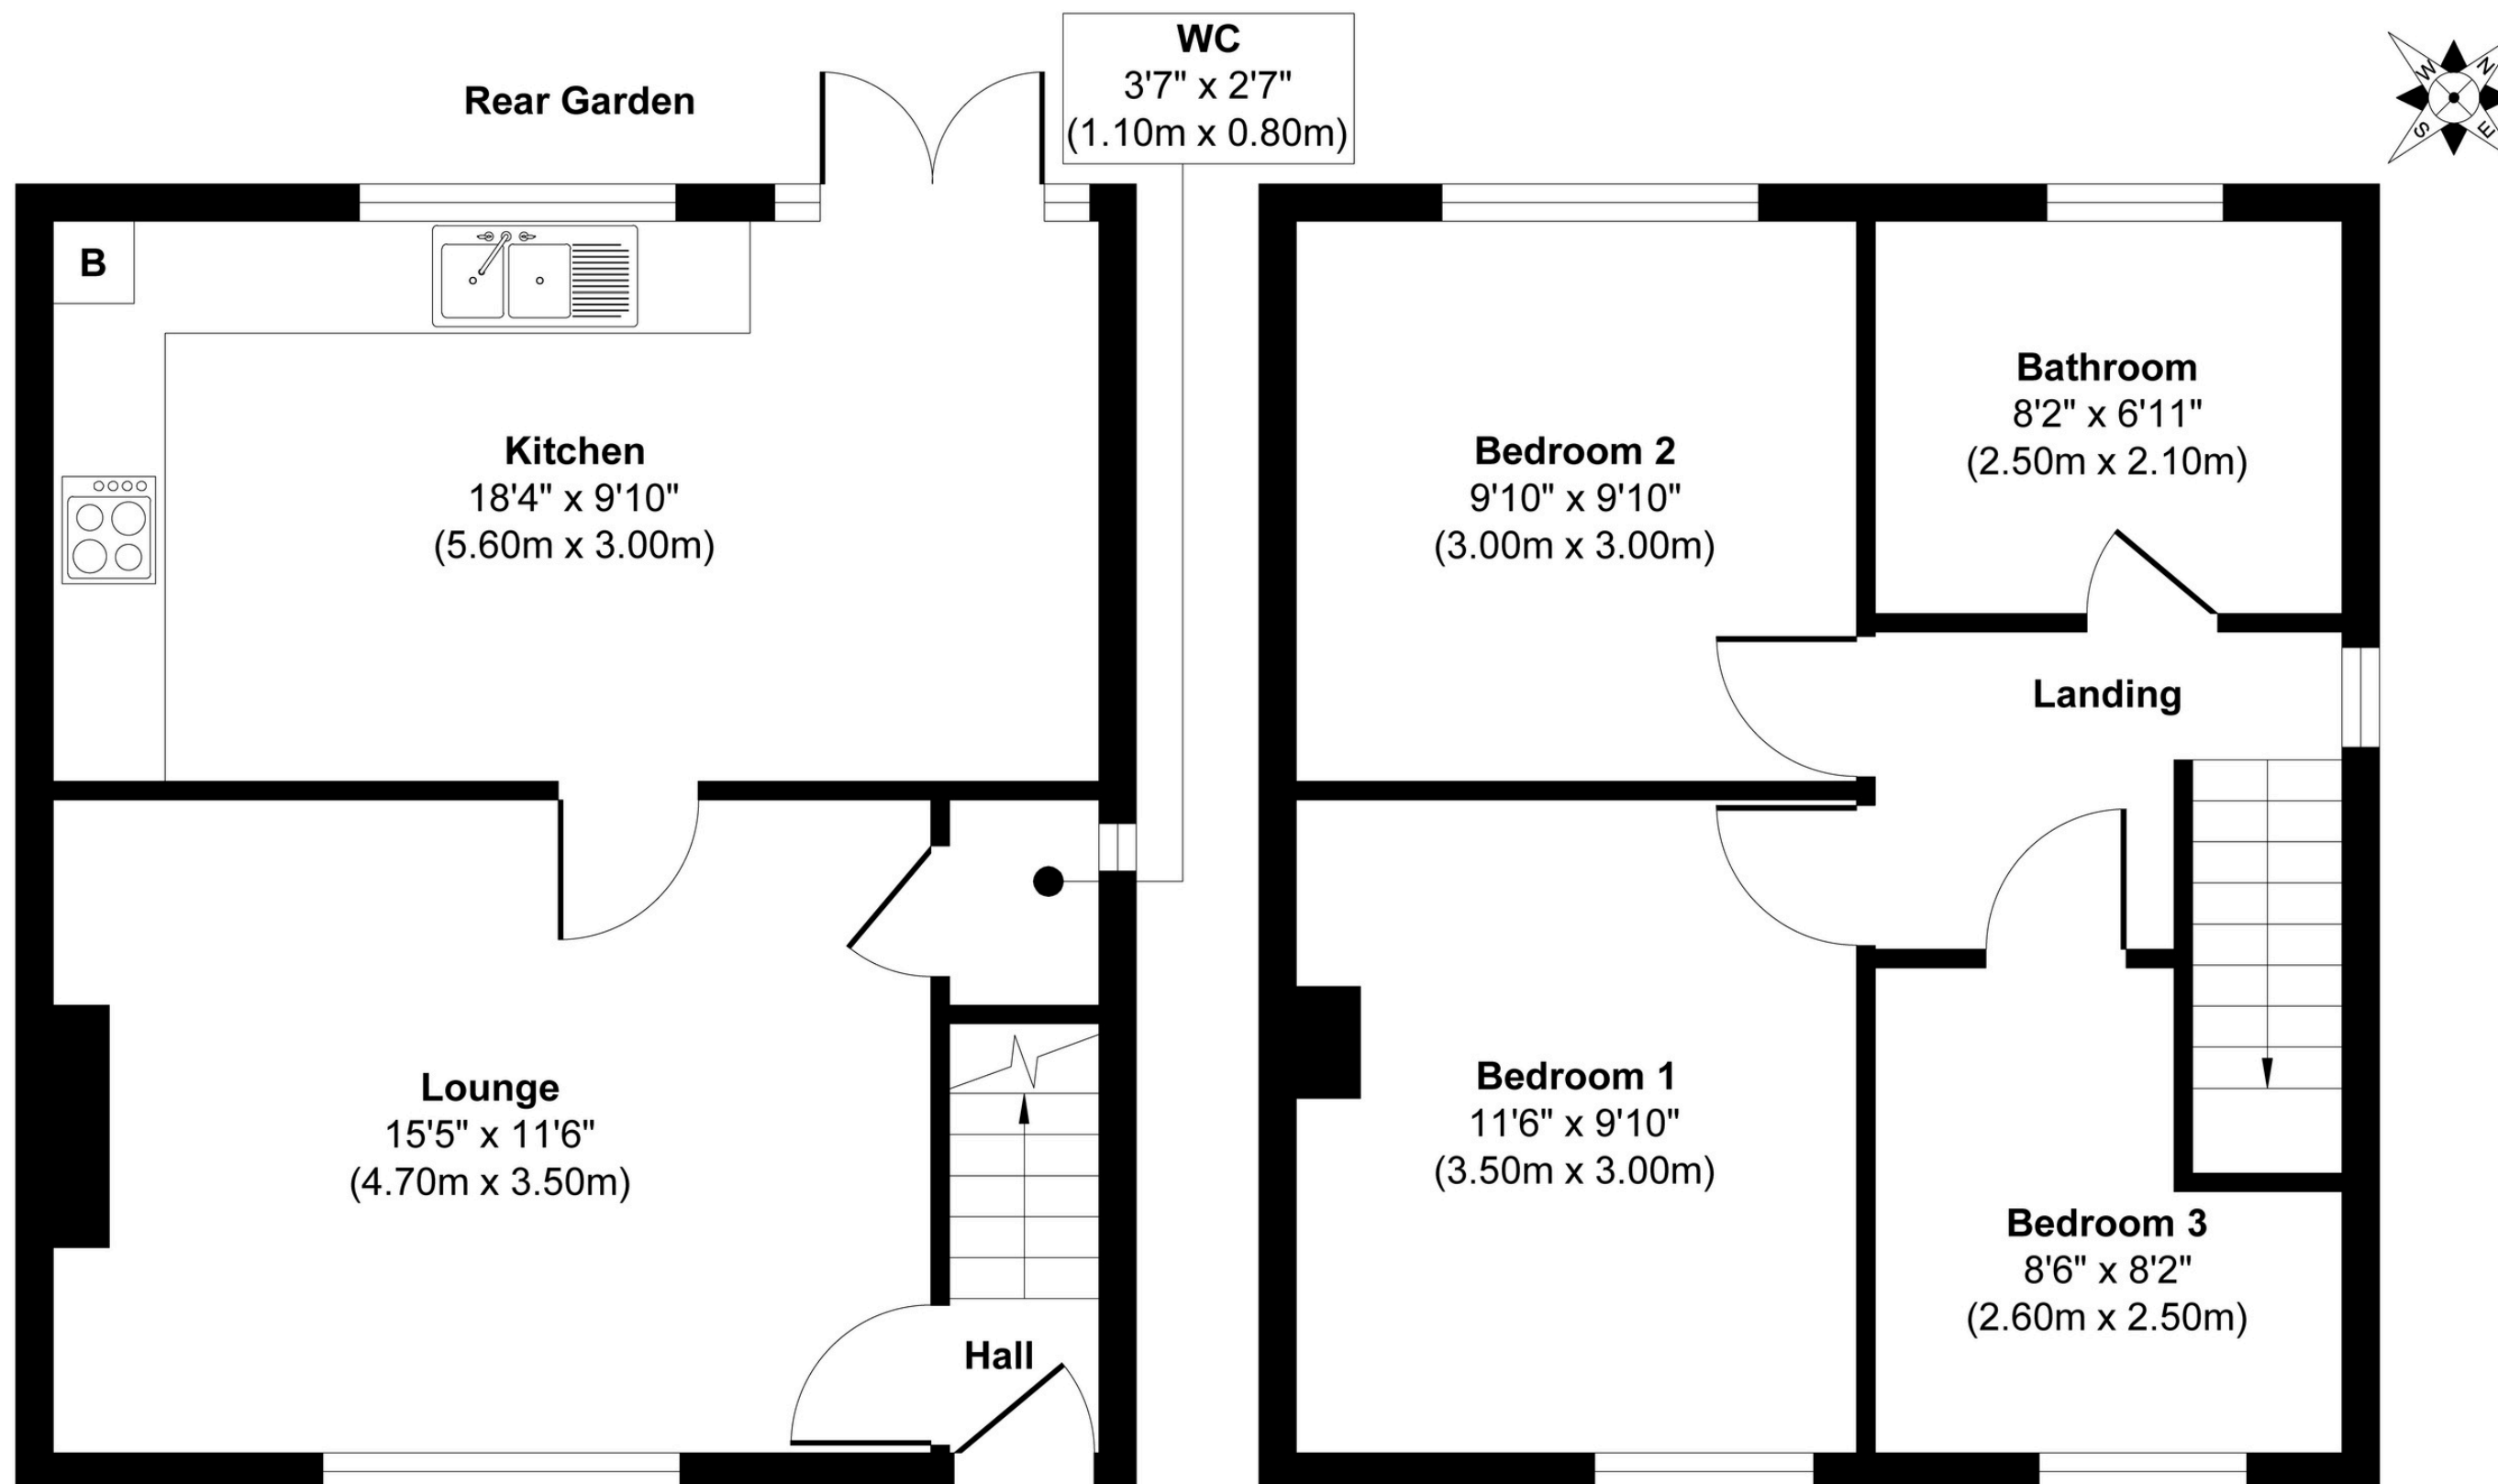 WC
3'7" x 2'7"
(1.10m x 0.80m)
Rear Garden
W
N
S
E
B
Kitchen
18'4" x 9'10"
(5.60m x 3.00m)
Bedroom 2
9'10" x 9'10"
(3.00m x 3.00m)
Bathroom
8'2" x 6'11"
(2.50m x 2.10m)
Landing
Lounge
15'5" x 11'6"
(4.70m x 3.50m)
Bedroom 1
11'6" x 9'10"
(3.50m x 3.00m)
Bedroom 3
8'6" x 8'2"
(2.60m x 2.50m)
Hall